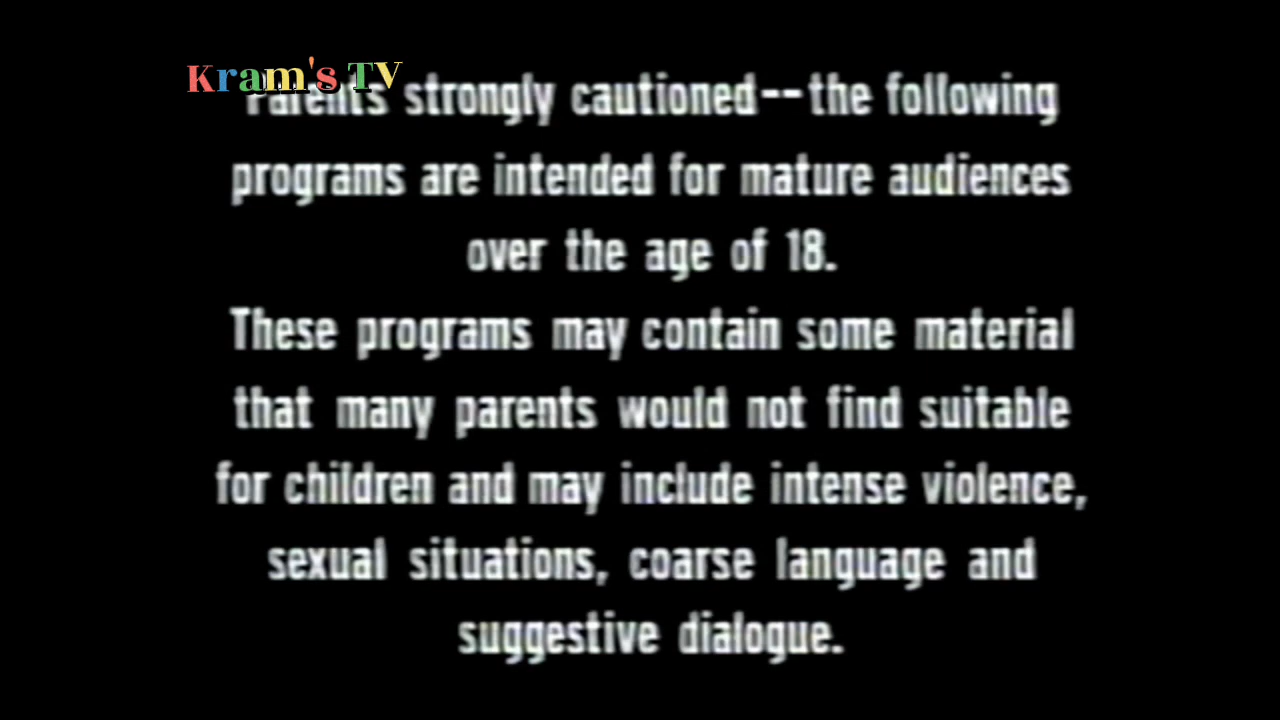 Kram's TV
Parents strongly cautioned--the following
programs are intended for mature audiences
over the age of 18.
These programs may contain some material
that many parents would not find suitable
for children and may include intense violence,
sexual situations, coarse language and
suggestive dialogue.